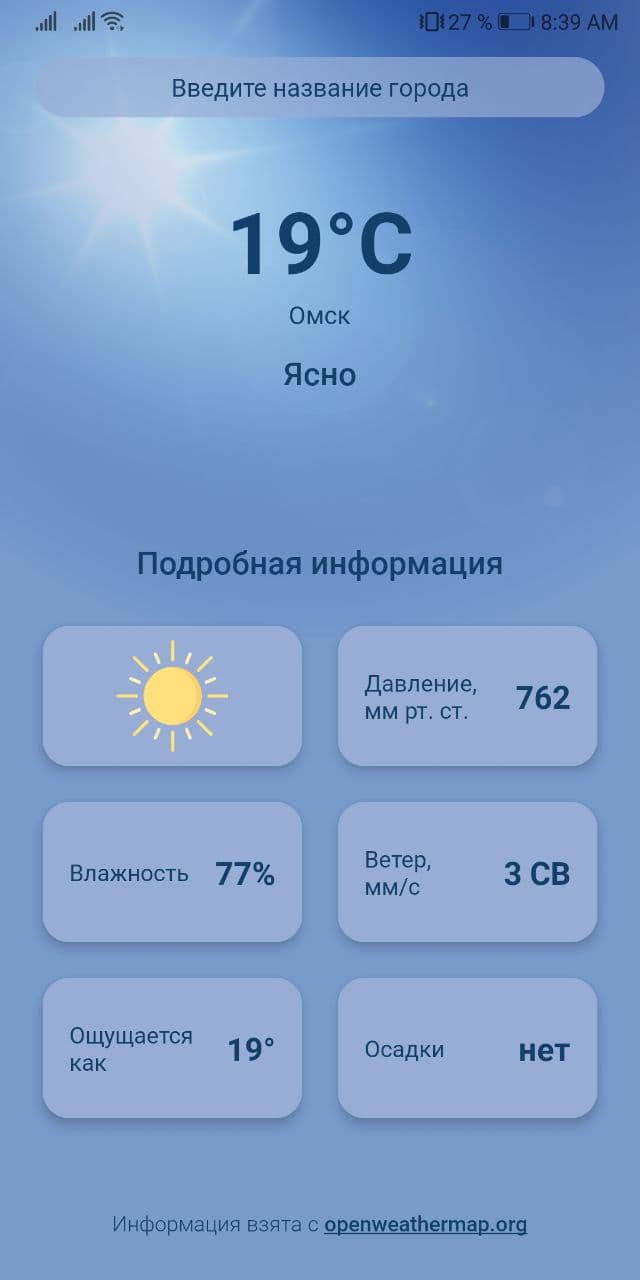 27 % 8:39 AM
Введите название города
19°C
Омск
Ясно
Подробная информация
Давление,
мм рт. ст.
762
Влажность
77%
Ветер,
мм/с
3 СВ
Ощущается
как
19°
Осадки
нет
Информация взята с openweathermap.org